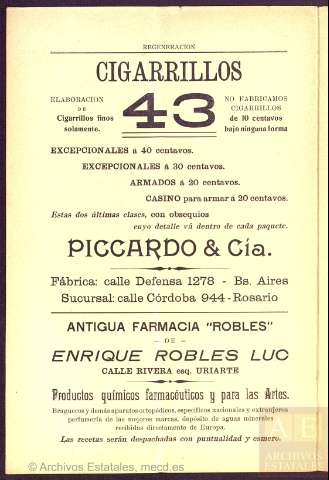 REGENERACION
CIGARRILLOS
ELABORACION
DE
Cigarrillos finos
solamente.
43
NO FABRICAMOS
CIGARRILLOS
de 10 centavos
bajo ninguna forma
EXCEPCIONALES á 40 centavos.
EXCEPCIONALES á 30 centavos.
ARMADOS á 20 centavos.
CASINO para armar á 20 centavos.
Estas dos últimas clases, con obsequios
cuyo detalle vá dentro de cada paquete.
PICCARDO & Cía.
Fábrica: calle Defensa 1278 - Bs. Aires
Sucursal: calle Córdoba 944 - Rosario
ANTIGUA FARMACIA "ROBLES"
- DE -
ENRIQUE ROBLES LUC
CALLE RIVERA esq. URIARTE
Productos químicos farmacéuticos y para las Artes.
Bragueros y demás aparatos ortopédicos, específicos nacionales y extranjeros
perfumería de las mejores marcas, depósito de aguas minerales
recibidas directamente de Europa.
Las recetas serán despachadas con puntualidad y esmero.
AE
ARCHIVOS
ESTATALES
© Archivos Estatales, mecd.es